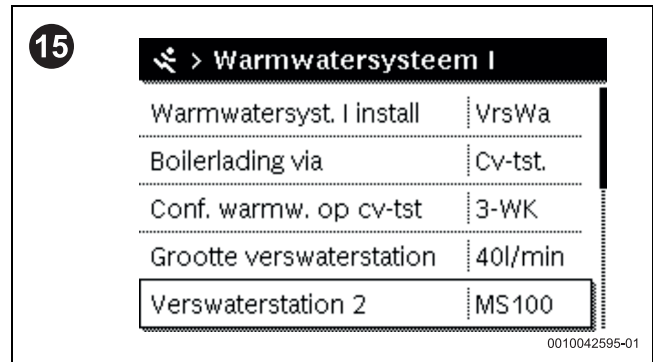 15
> Warmwatersysteem I
Warmwatersyst. I install VrsWa
Boilerlading via Cv-tst.
Conf. warmw. op cv-tst 3-WK
Grootte verswaterstation 40l/min
Verswaterstation 2 MS100
0010042595-01